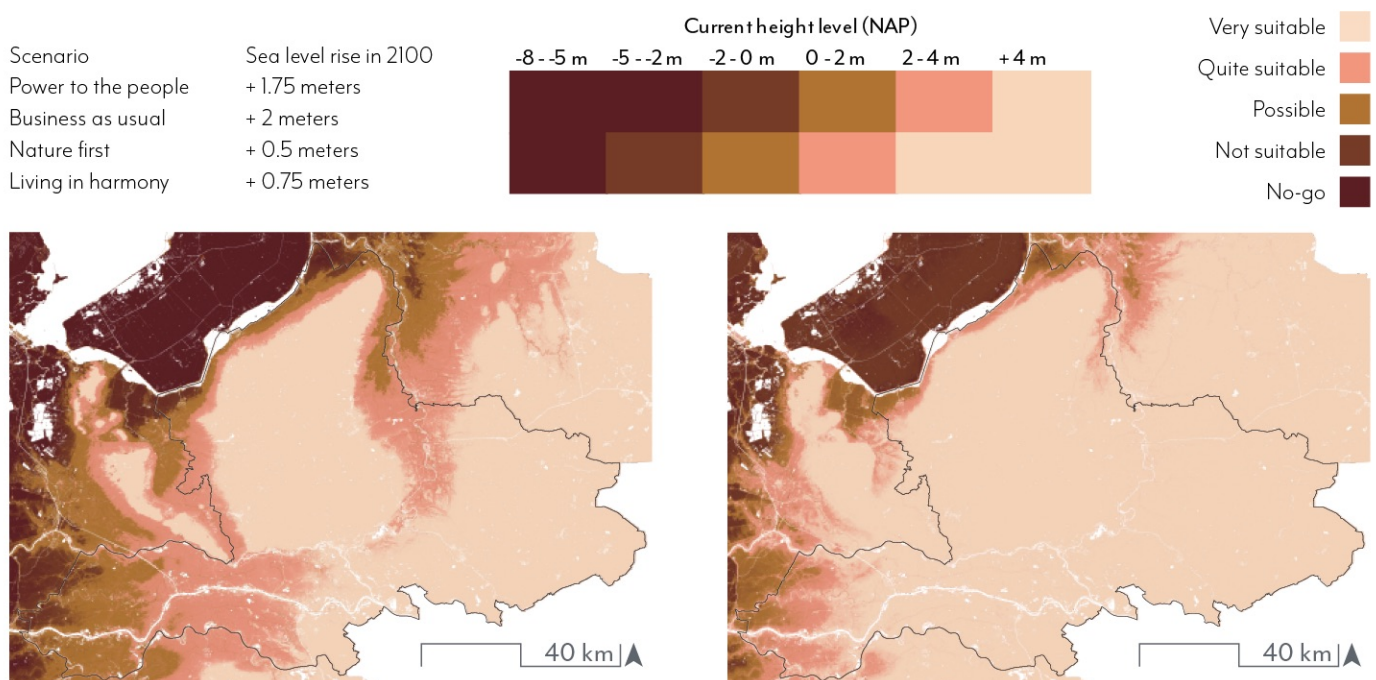 Current height level (NAP)
Scenario Sea level rise in 2100
Power to the people + 1.75 meters
Business as usual + 2 meters
Nature first + 0.5 meters
Living in harmony + 0.75 meters
-8 - -5 m -5 - -2 m -2 - 0 m 0 - 2 m 2 - 4 m + 4 m
Very suitable
Quite suitable
Possible
Not suitable
No-go
40 km
40 km